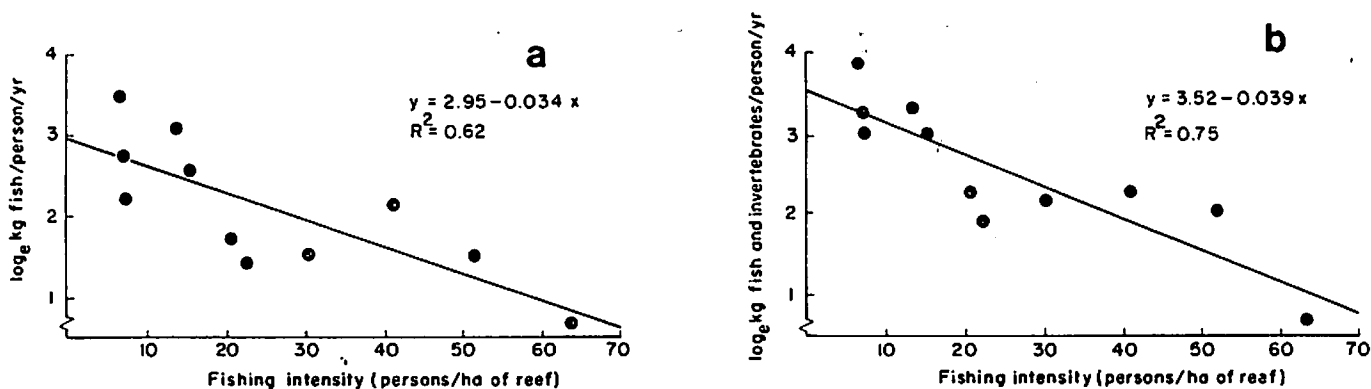 a
y = 2.95-0.034 x
R2= 0.62
loge kg fish/person/yr
4
3
2
1
10 20 30 40 50 60 70
Fishing intensity (persons/ha of reef)
b
y = 3.52-0.039 x
R2 = 0.75
loge kg fish and invertebrates/person/yr
4
3
2
1
10 20 30 40 50 60 70
Fishing intensity (persons/ha of reef)